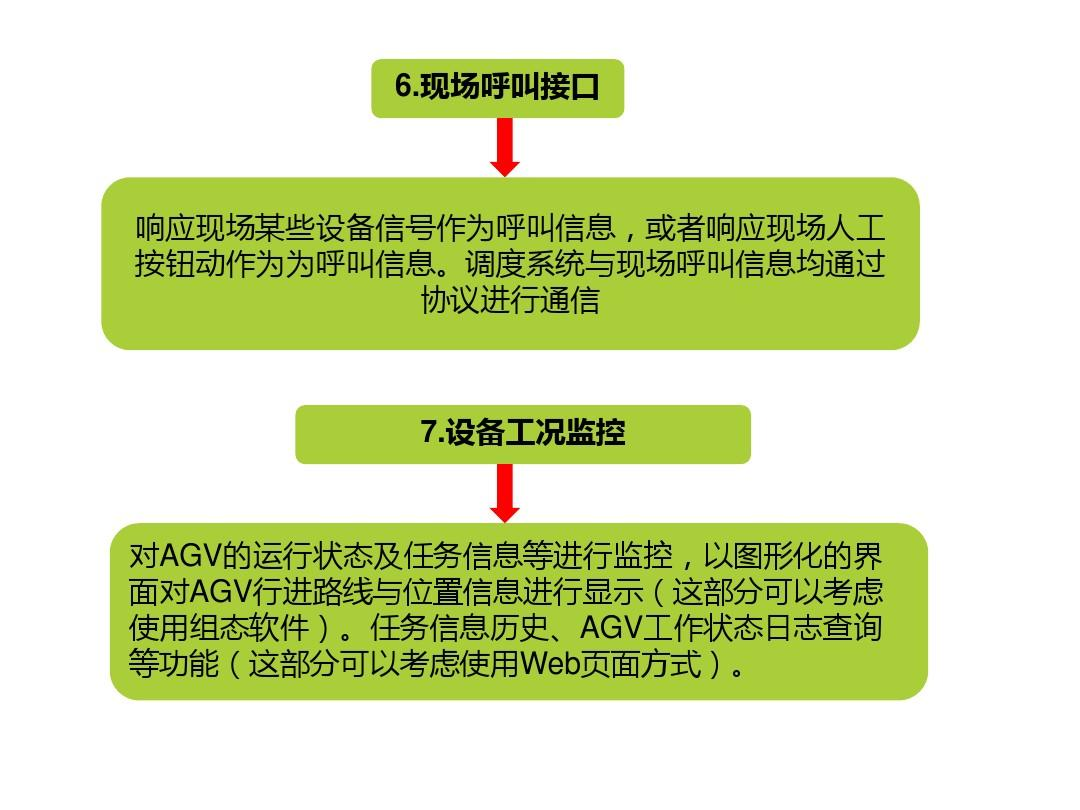 6.现场呼叫接口
响应现场某些设备信号作为呼叫信息，或者响应现场人工
按钮动作为为呼叫信息。调度系统与现场呼叫信息均通过
协议进行通信
7.设备工况监控
对AGV的运行状态及任务信息等进行监控，以图形化的界
面对AGV行进路线与位置信息进行显示（这部分可以考虑
使用组态软件）。任务信息历史、AGV工作状态日志查询
等功能（这部分可以考虑使用Web页面方式）。